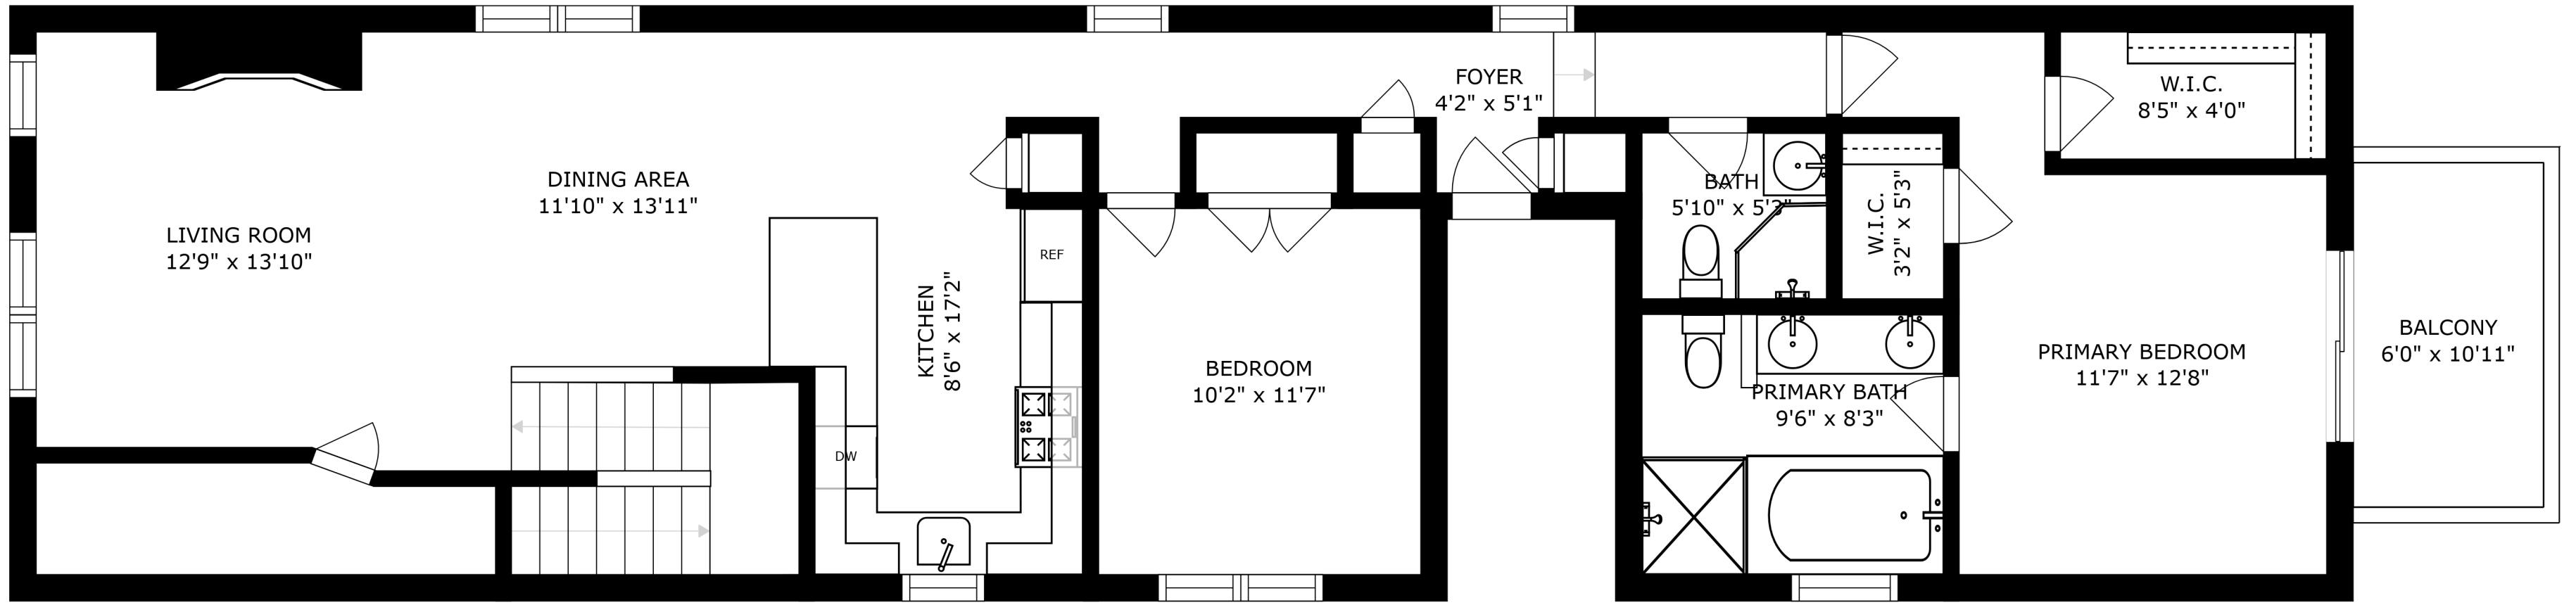 LIVING ROOM
12'9" x 13'10"
DINING AREA
11'10" x 13'11"
KITCHEN
8'6" x 17'2"
REF
DW
BEDROOM
10'2" x 11'7"
FOYER
4'2" x 5'1"
BATH
5'10" x 5'3"
W.I.C.
3'2" x 5'3"
PRIMARY BATH
9'6" x 8'3"
W.I.C.
8'5" x 4'0"
PRIMARY BEDROOM
11'7" x 12'8"
BALCONY
6'0" x 10'11"